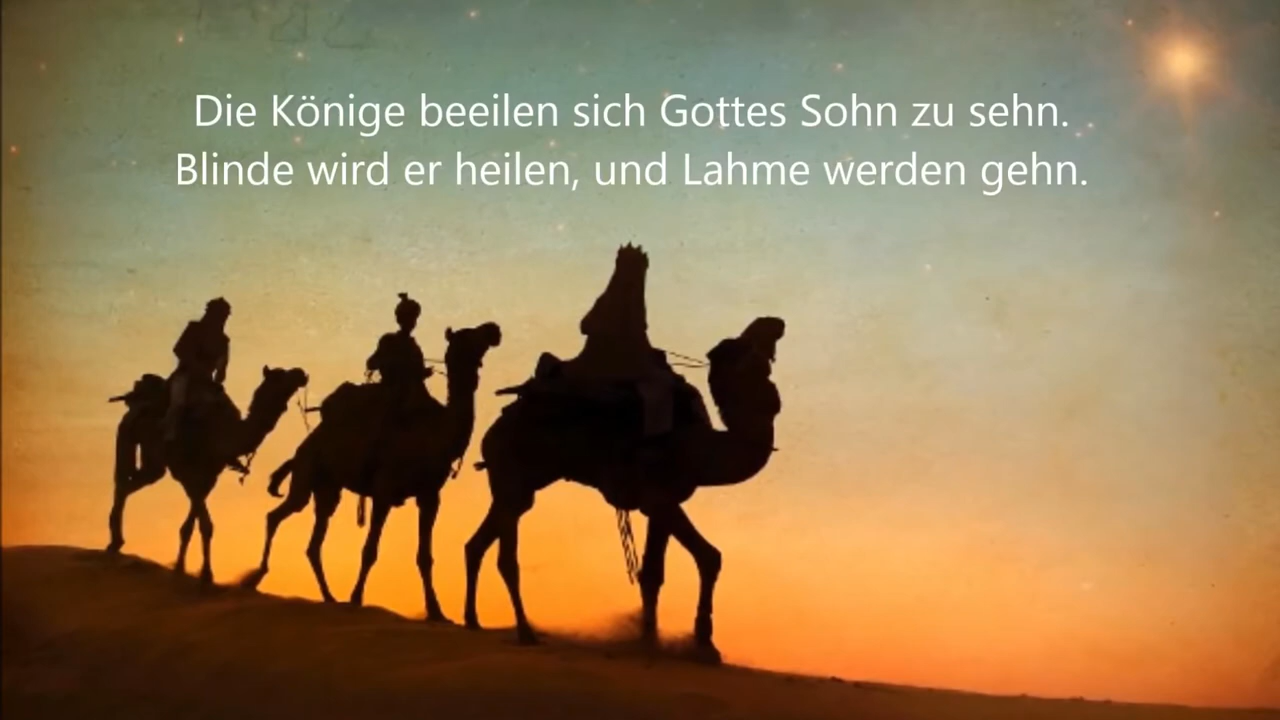 Die Könige beeilen sich Gottes Sohn zu sehn.
Blinde wird er heilen, und Lahme werden gehn.